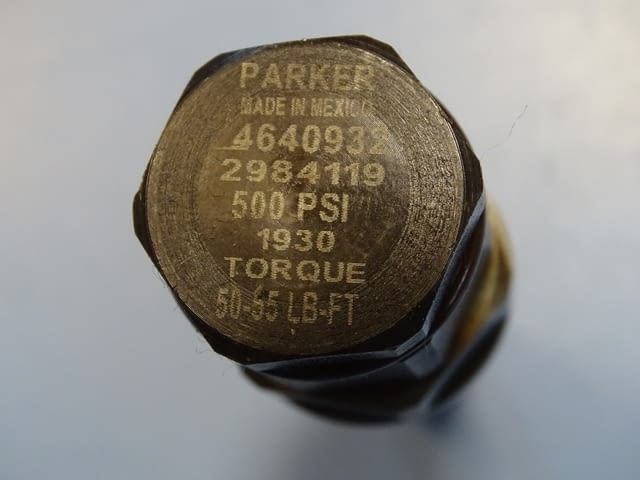 PARKER
MADE IN MEXICO
4640932
2984119
500 PSI
1930
TORQUE
50-55 LB-FT